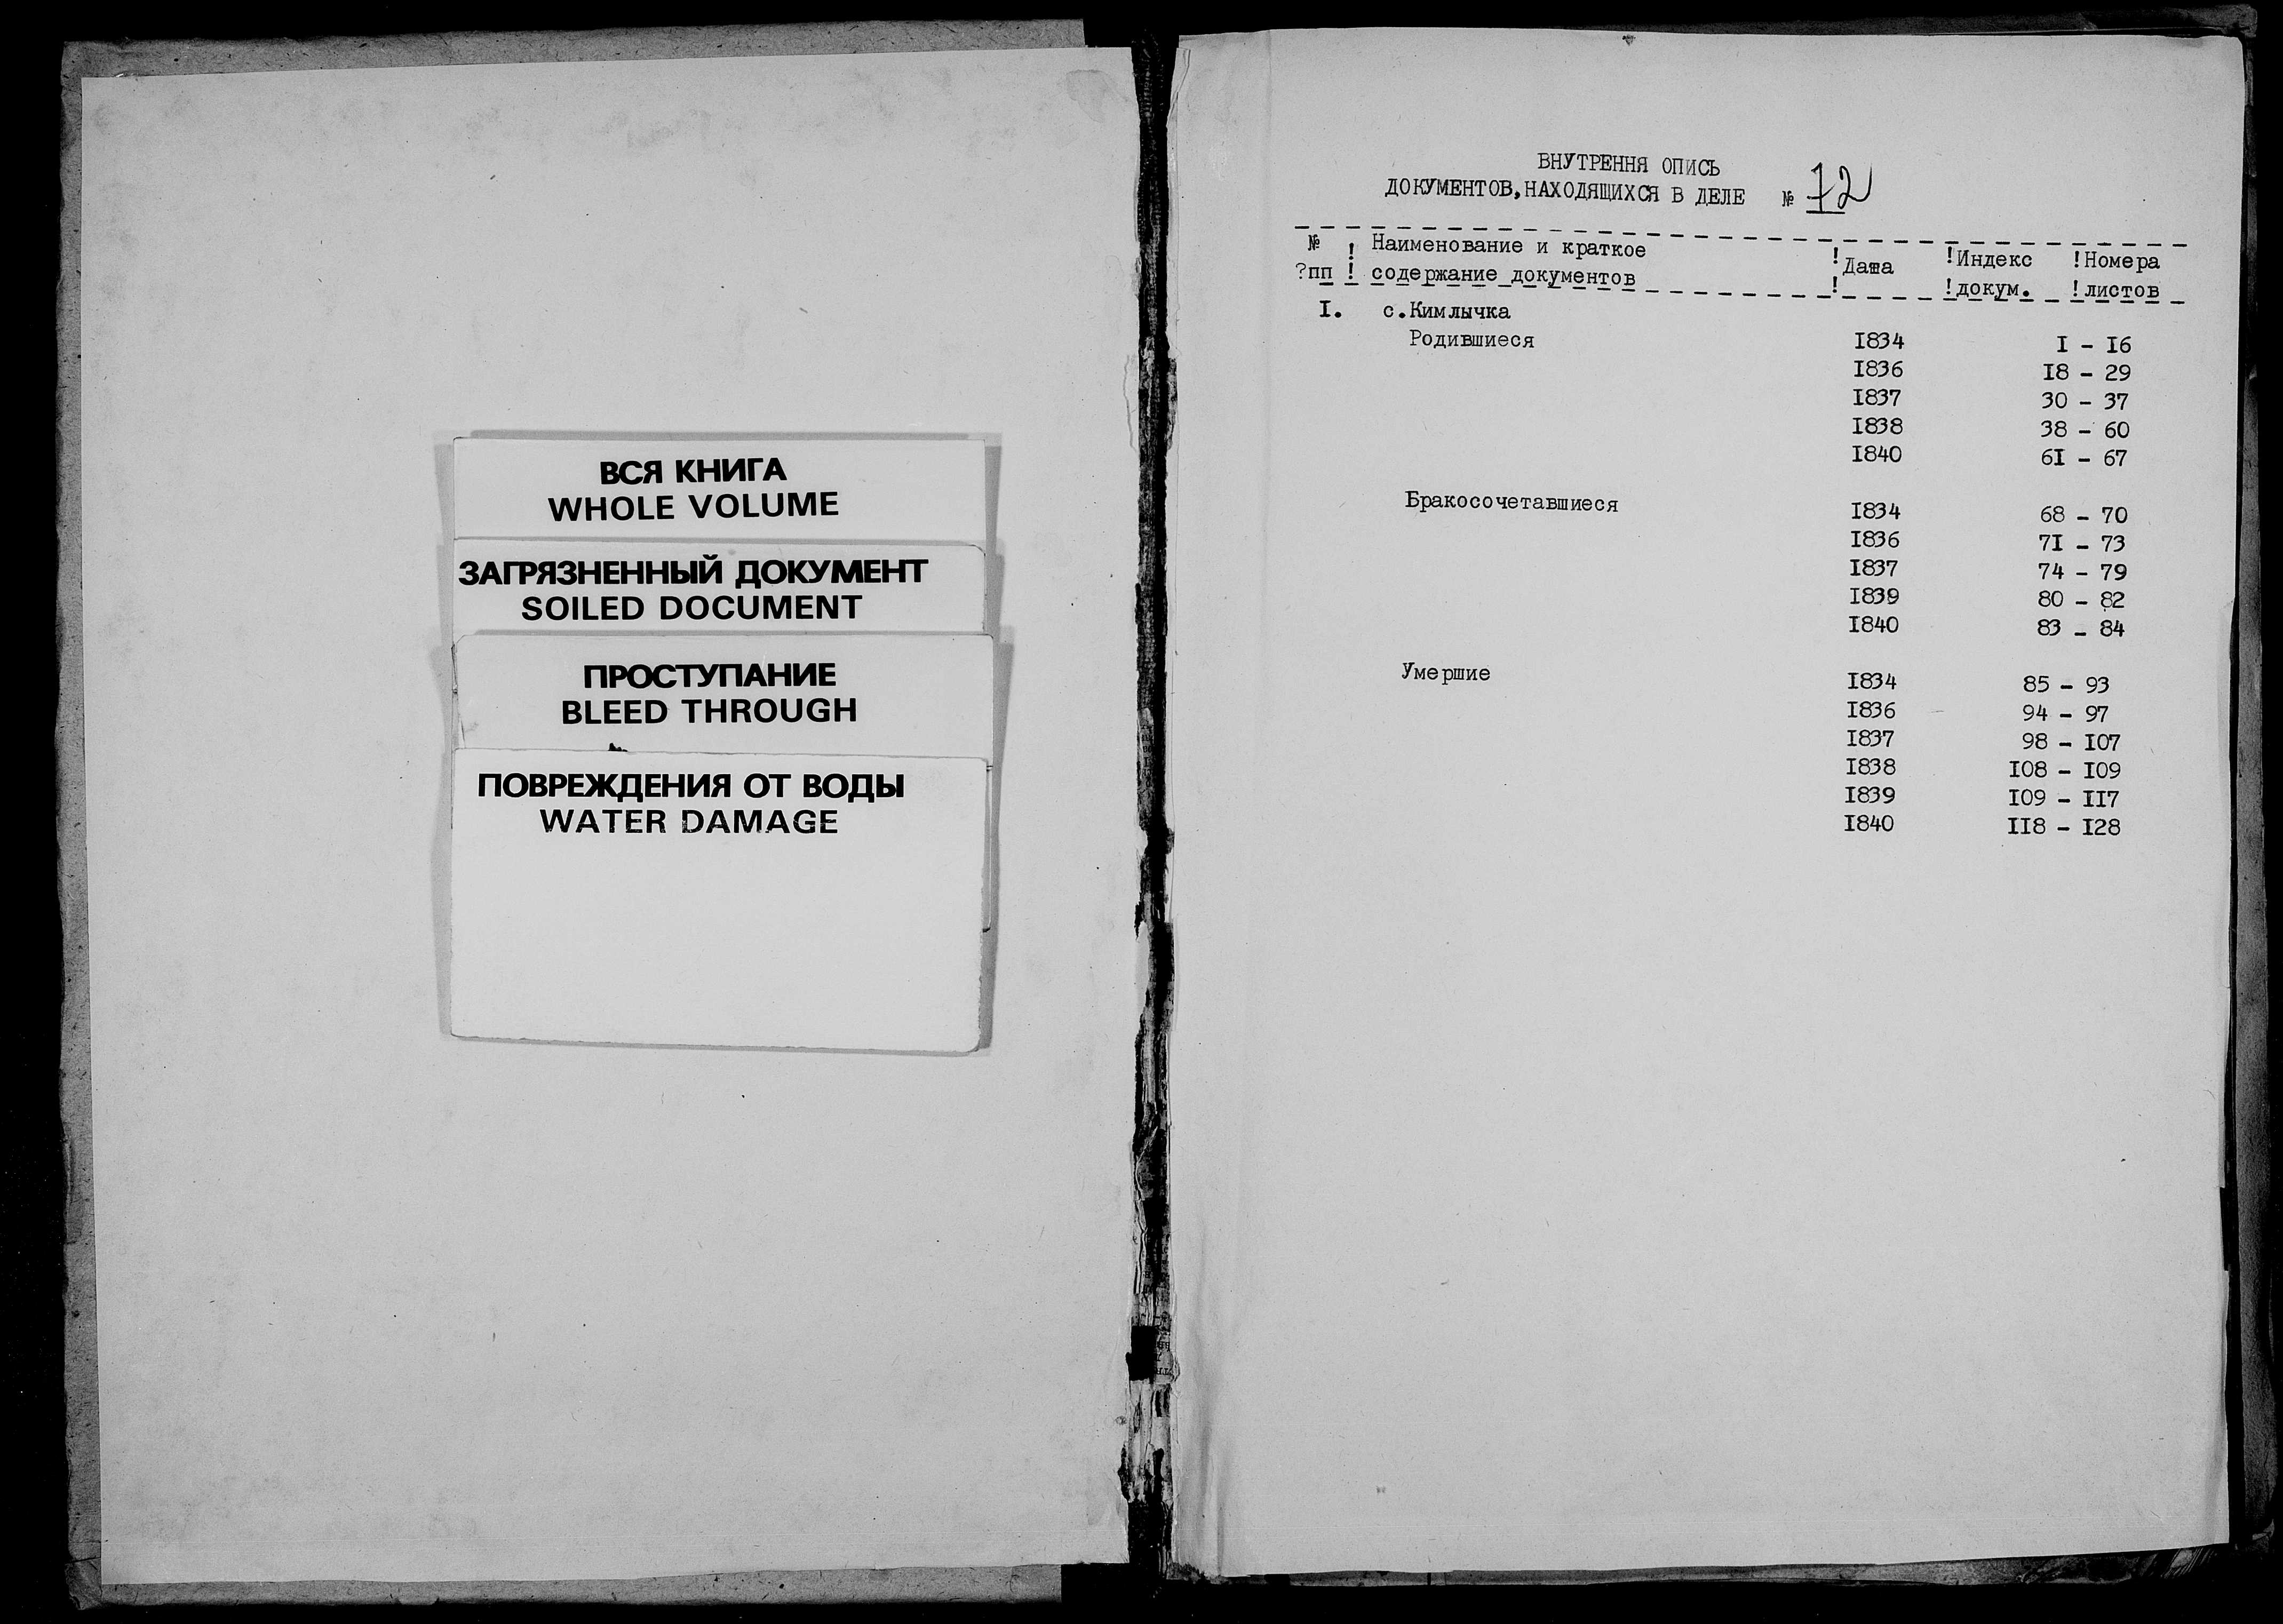 ВСЯ КНИГА
WHOLE VOLUME
ЗАГРЯЗНЕННЫЙ ДОКУМЕНТ
SOILED DOCUMENT
ПРОСТУПАНИЕ
BLEED THROUGH
ПОВРЕЖДЕНИЯ ОТ ВОДЫ
WATER DAMAGE
ВНУТРЕННЯ ОПИСЬ
ДОКУМЕНТОВ, НАХОДЯЩИХСЯ В ДЕЛЕ № 72
№ ! Наименование и краткое ! Дата ! Индекс ! Номера
?пп ! содержание документов ! ! докум. ! листов
I. с.Кимлычка
Родившиеся 1834 I - I6
1836 I8 - 29
1837 30 - 37
1838 38 - 60
1840 6I - 67
Бракосочетавшиеся 1834 68 - 70
1836 7I - 73
1837 74 - 79
1839 80 - 82
1840 83 - 84
Умершие 1834 85 - 93
1836 94 - 97
1837 98 - I07
1838 I08 - I09
1839 I09 - II7
1840 II8 - I28